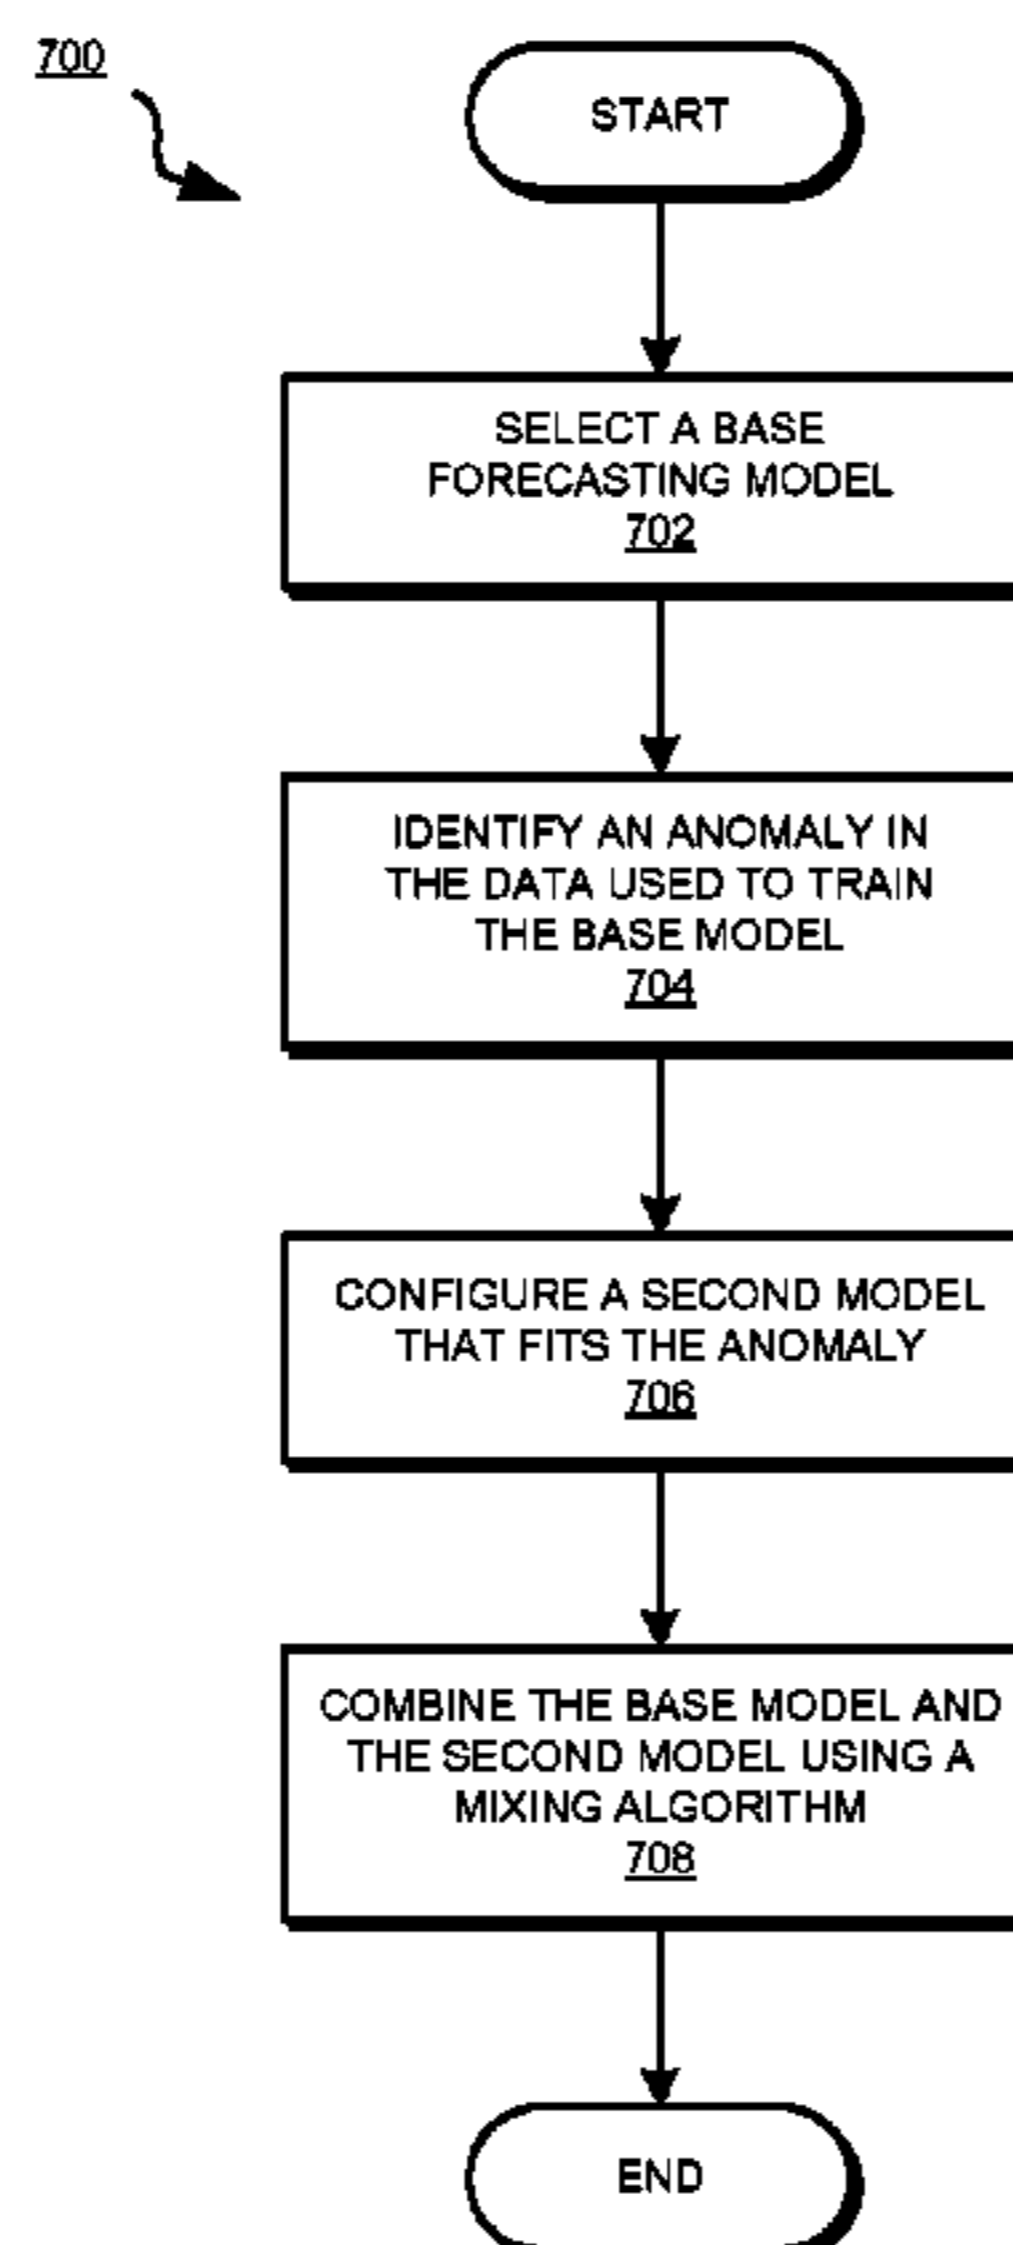 700
START
SELECT A BASE
FORECASTING MODEL
702
IDENTIFY AN ANOMALY IN
THE DATA USED TO TRAIN
THE BASE MODEL
704
CONFIGURE A SECOND MODEL
THAT FITS THE ANOMALY
706
COMBINE THE BASE MODEL AND
THE SECOND MODEL USING A
MIXING ALGORITHM
708
END